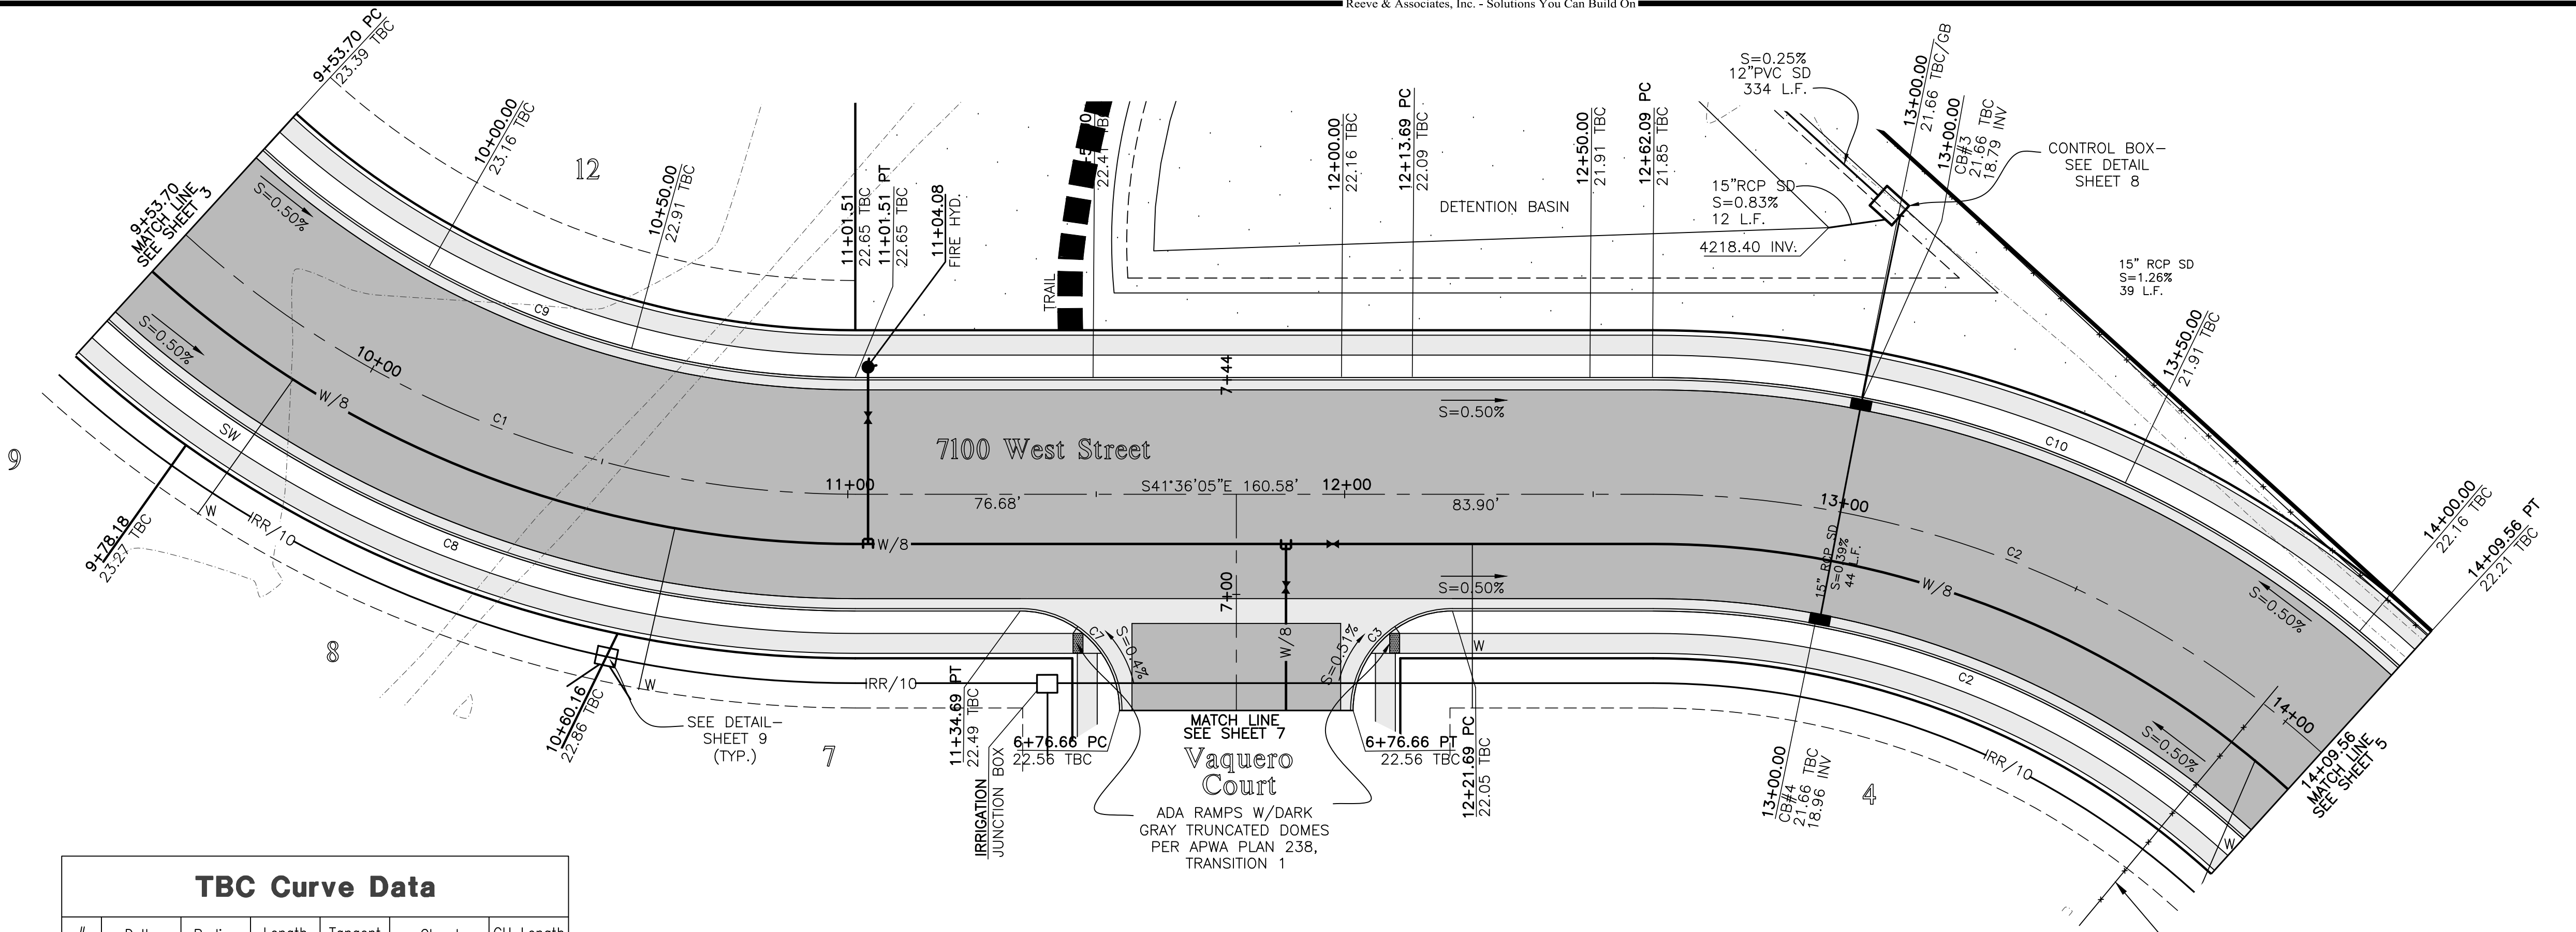 Reeve & Associates, Inc. - Solutions You Can Build On
9+53.70 PC
23.39 TBC
10+00.00
23.16 TBC
12
10+50.00
22.91 TBC
11+01.51
22.65 TBC
11+01.51 PT
22.65 TBC
11+04.08
FIRE HYD.
TRAIL
22.41 TBC
12+00.00
22.16 TBC
12+13.69 PC
22.09 TBC
DETENTION BASIN
12+50.00
21.91 TBC
12+62.09 PC
21.85 TBC
S=0.25%
12"PVC SD
334 L.F.
15"RCP SD
S=0.83%
12 L.F.
4218.40 INV.
13+00.00
21.66 TBC/GB
13+00.00
CB#3
21.66 TBC
18.79 INV
CONTROL BOX-
SEE DETAIL
SHEET 8
15" RCP SD
S=1.26%
39 L.F.
13+50.00
21.91 TBC
14+00.00
22.16 TBC
14+09.56 PT
22.21 TBC
9+53.70
MATCH LINE
SEE SHEET 3
S=0.50%
S=0.50%
C9
10+00
C1
W/8
SW
C8
9
9+78.18
23.27 TBC
W
IRR/10
8
10+60.16
22.86 TBC
W
SEE DETAIL-
SHEET 9
(TYP.)
7
7+44
S=0.50%
7100 West Street
11+00
76.68'
S41°36'05"E 160.58'
12+00
83.90'
W/8
7+00
S=0.50%
13+00
15" RCP SD
S=0.39%
44 L.F.
C10
C2
W/8
S=0.50%
14+00
S=0.50%
14+09.56
MATCH LINE
SEE SHEET 5
C7
S=0.47%
W/8
S=0.51%
C3
W
C2
IRR/10
11+34.69 PT
22.49 TBC
IRRIGATION
JUNCTION BOX
6+76.66 PC
22.56 TBC
MATCH LINE
SEE SHEET 7
Vaquero
Court
6+76.66 PT
22.56 TBC
12+21.69 PC
22.05 TBC
ADA RAMPS W/DARK
GRAY TRUNCATED DOMES
PER APWA PLAN 238,
TRANSITION 1
13+00.00
CB#4
21.66 TBC
18.96 INV
4
IRR/10
W
TBC Curve Data